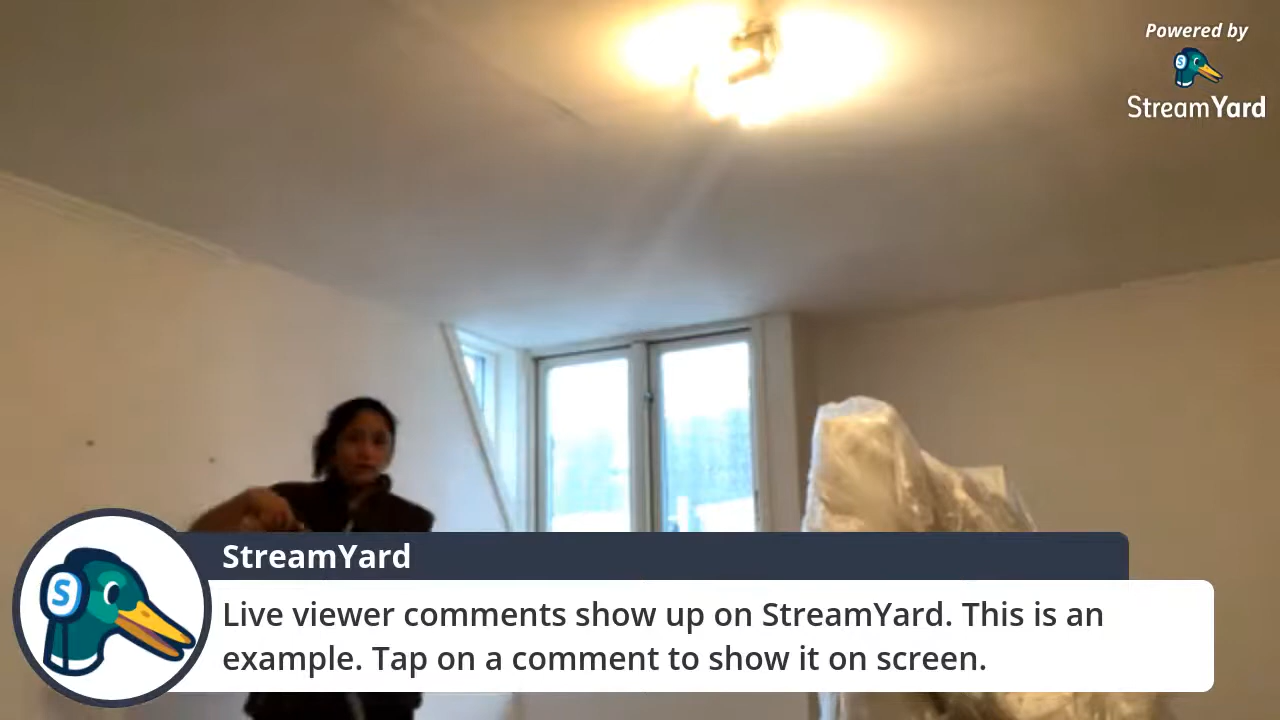 Powered by
S
StreamYard
StreamYard
S
Live viewer comments show up on StreamYard. This is an
example. Tap on a comment to show it on screen.